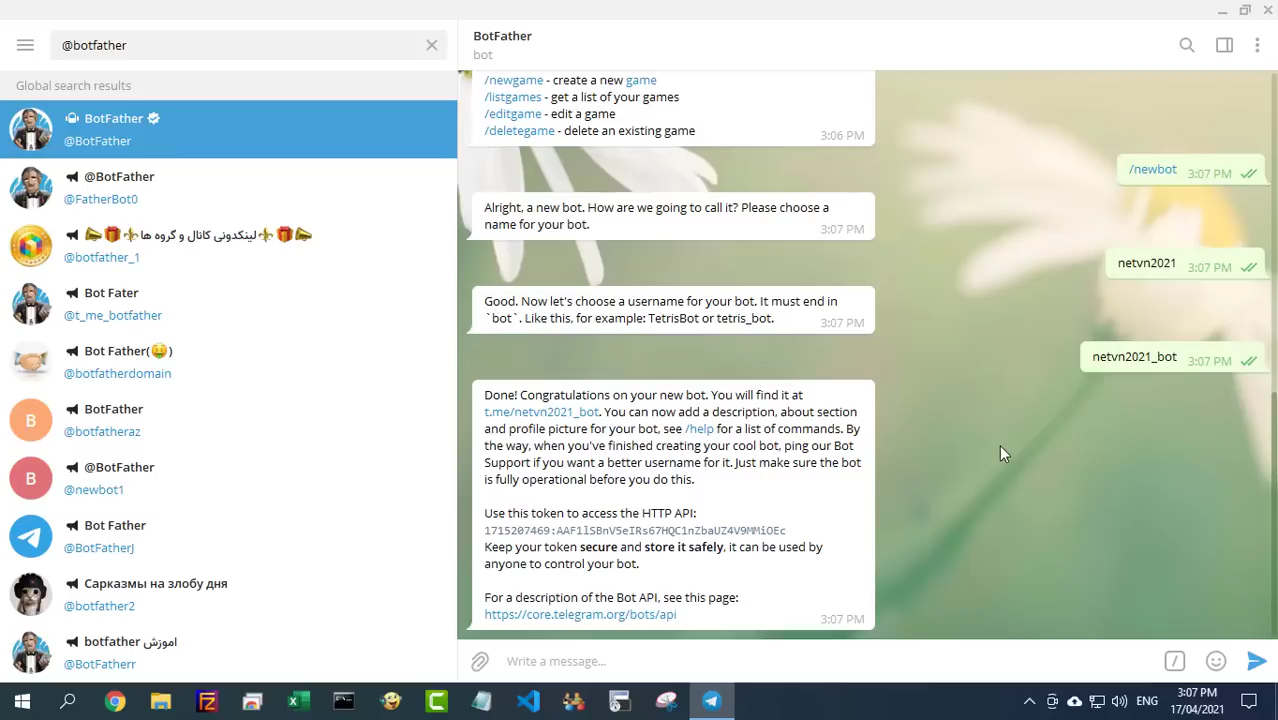 @botfather
Global search results
BotFather
@BotFather
@BotFather
@FatherBot0
لینکدونی کانال و گروه ها
@botfather_1
Bot Fater
@t_me_botfather
Bot Father(🤑)
@botfatherdomain
B
BotFather
@botfatheraz
B
@BotFather
@newbot1
Bot Father
@BotFatherJ
Сарказмы на злобу дня
@botfather2
botfather اموزش
@BotFatherr
BotFather
bot
/newgame - create a new game
/listgames - get a list of your games
/editgame - edit a game
/deletegame - delete an existing game
3:06 PM
/newbot 3:07 PM
Alright, a new bot. How are we going to call it? Please choose a
name for your bot.
3:07 PM
netvn2021 3:07 PM
Good. Now let's choose a username for your bot. It must end in
`bot`. Like this, for example: TetrisBot or tetris_bot.
3:07 PM
netvn2021_bot 3:07 PM
Done! Congratulations on your new bot. You will find it at
t.me/netvn2021_bot. You can now add a description, about section
and profile picture for your bot, see /help for a list of commands. By
the way, when you've finished creating your cool bot, ping our Bot
Support if you want a better username for it. Just make sure the bot
is fully operational before you do this.
Use this token to access the HTTP API:
1715207469:AAF1lSBnV5eIRs67HQC1nZbaUZ4V9MMiOEc
Keep your token secure and store it safely, it can be used by
anyone to control your bot.
For a description of the Bot API, see this page:
https://core.telegram.org/bots/api
3:07 PM
Write a message...
ENG
3:07 PM
17/04/2021